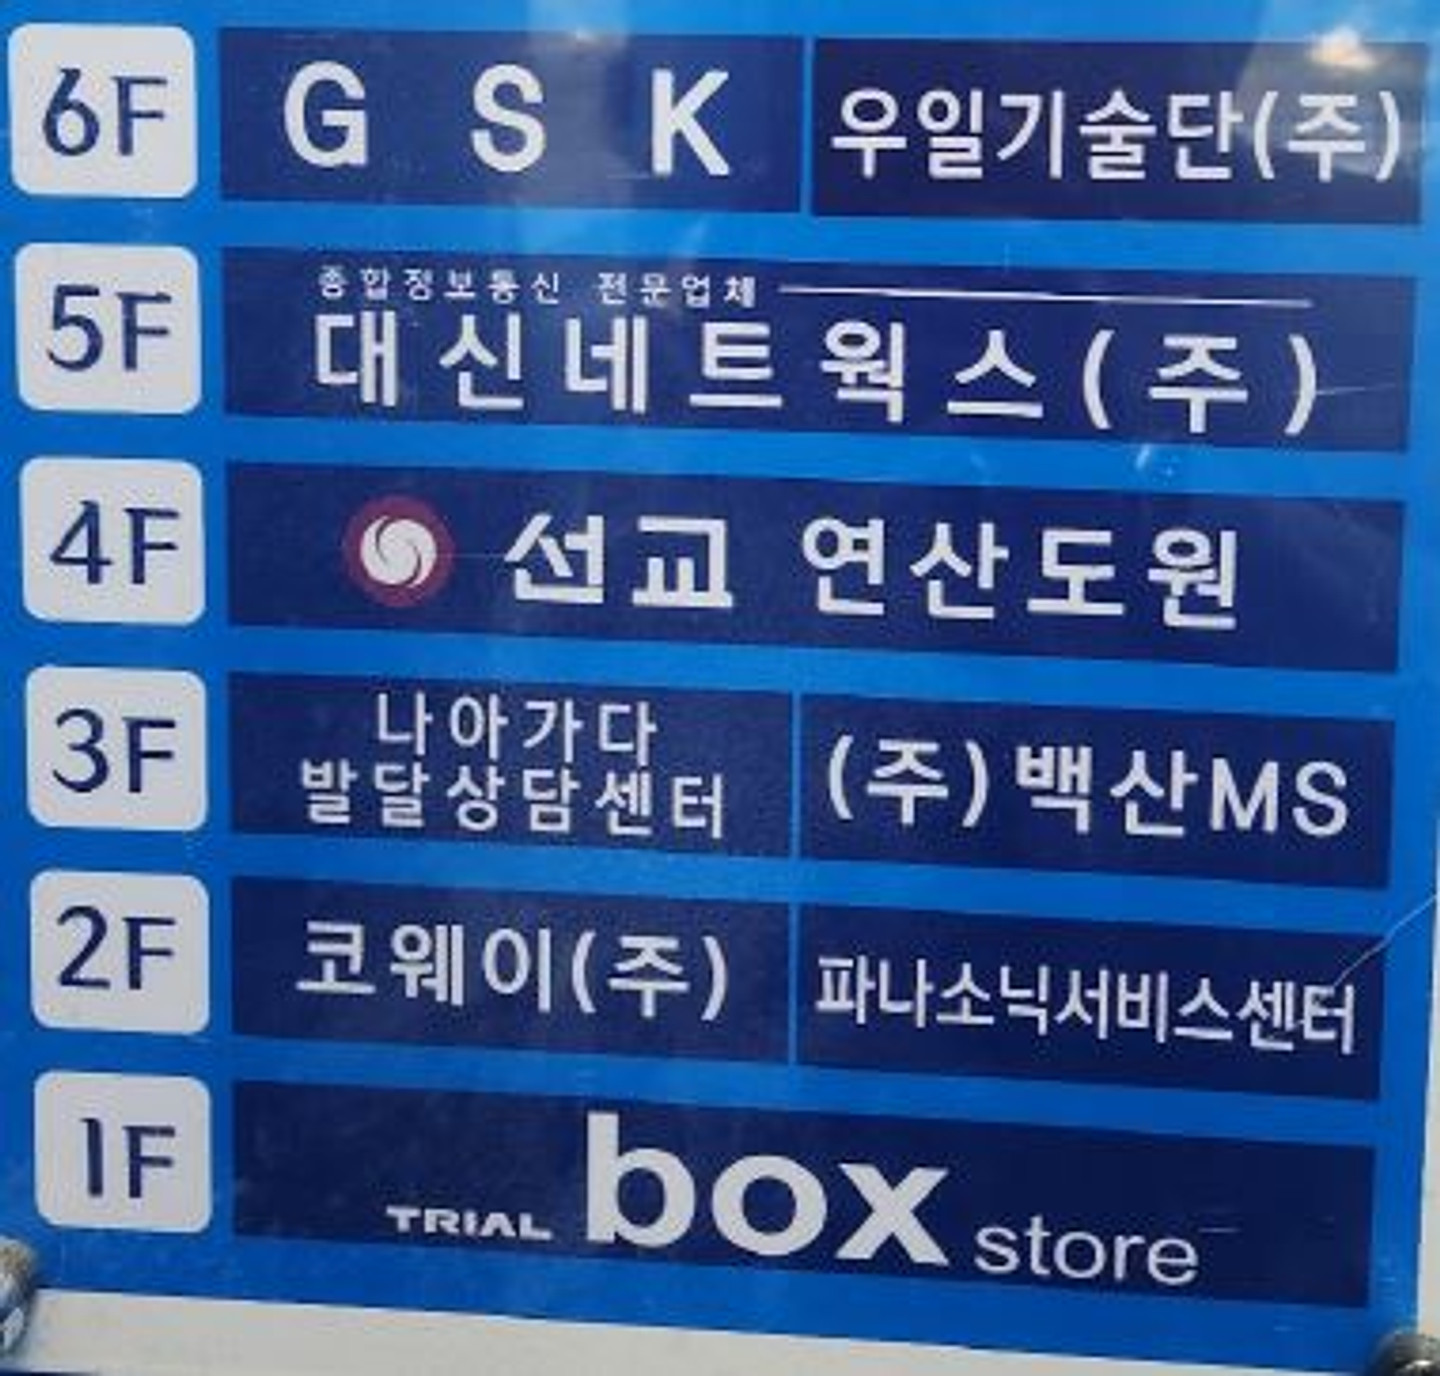 6F G S K 우일기술단(주)
종합정보통신 전문업체
5F 대신네트웍스(주)
4F 선교 연산도원
나아가다
3F 발달상담센터 (주)백산MS
2F 코웨이(주) 파나소닉서비스센터
1F TRIAL box store